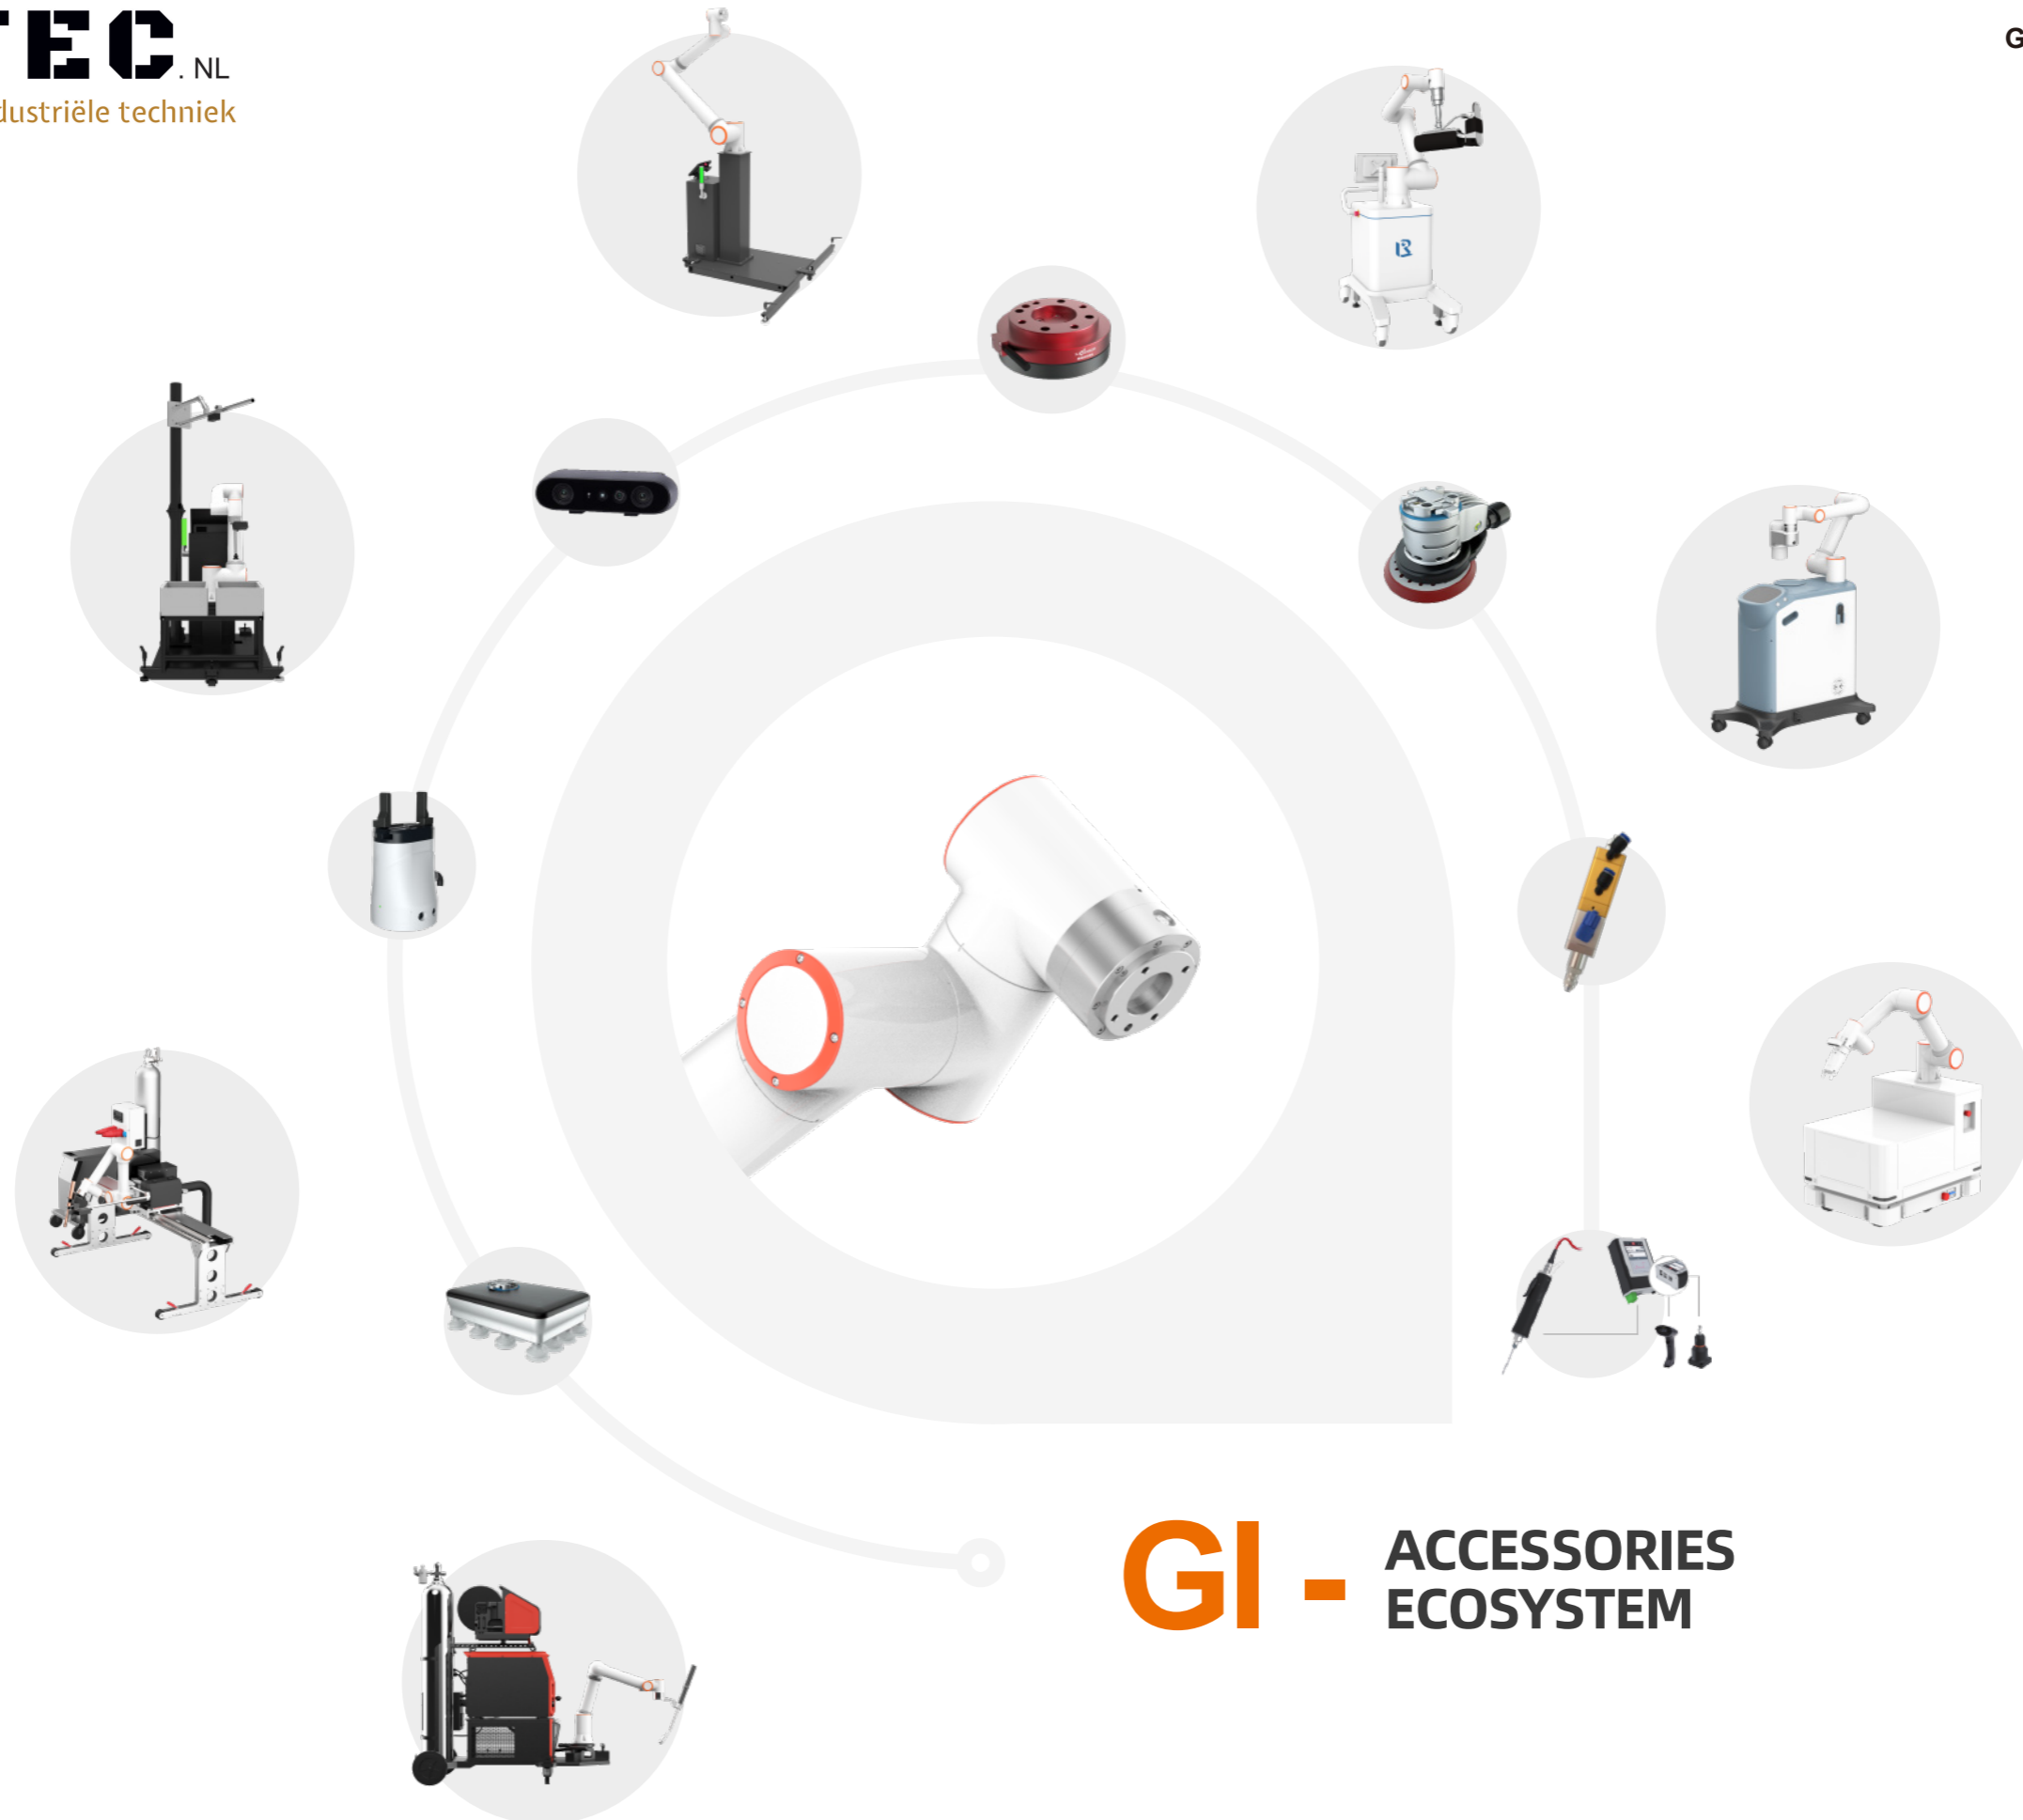 TEC.NL
dustriële techniek
G
GI - ACCESSORIES
ECOSYSTEM